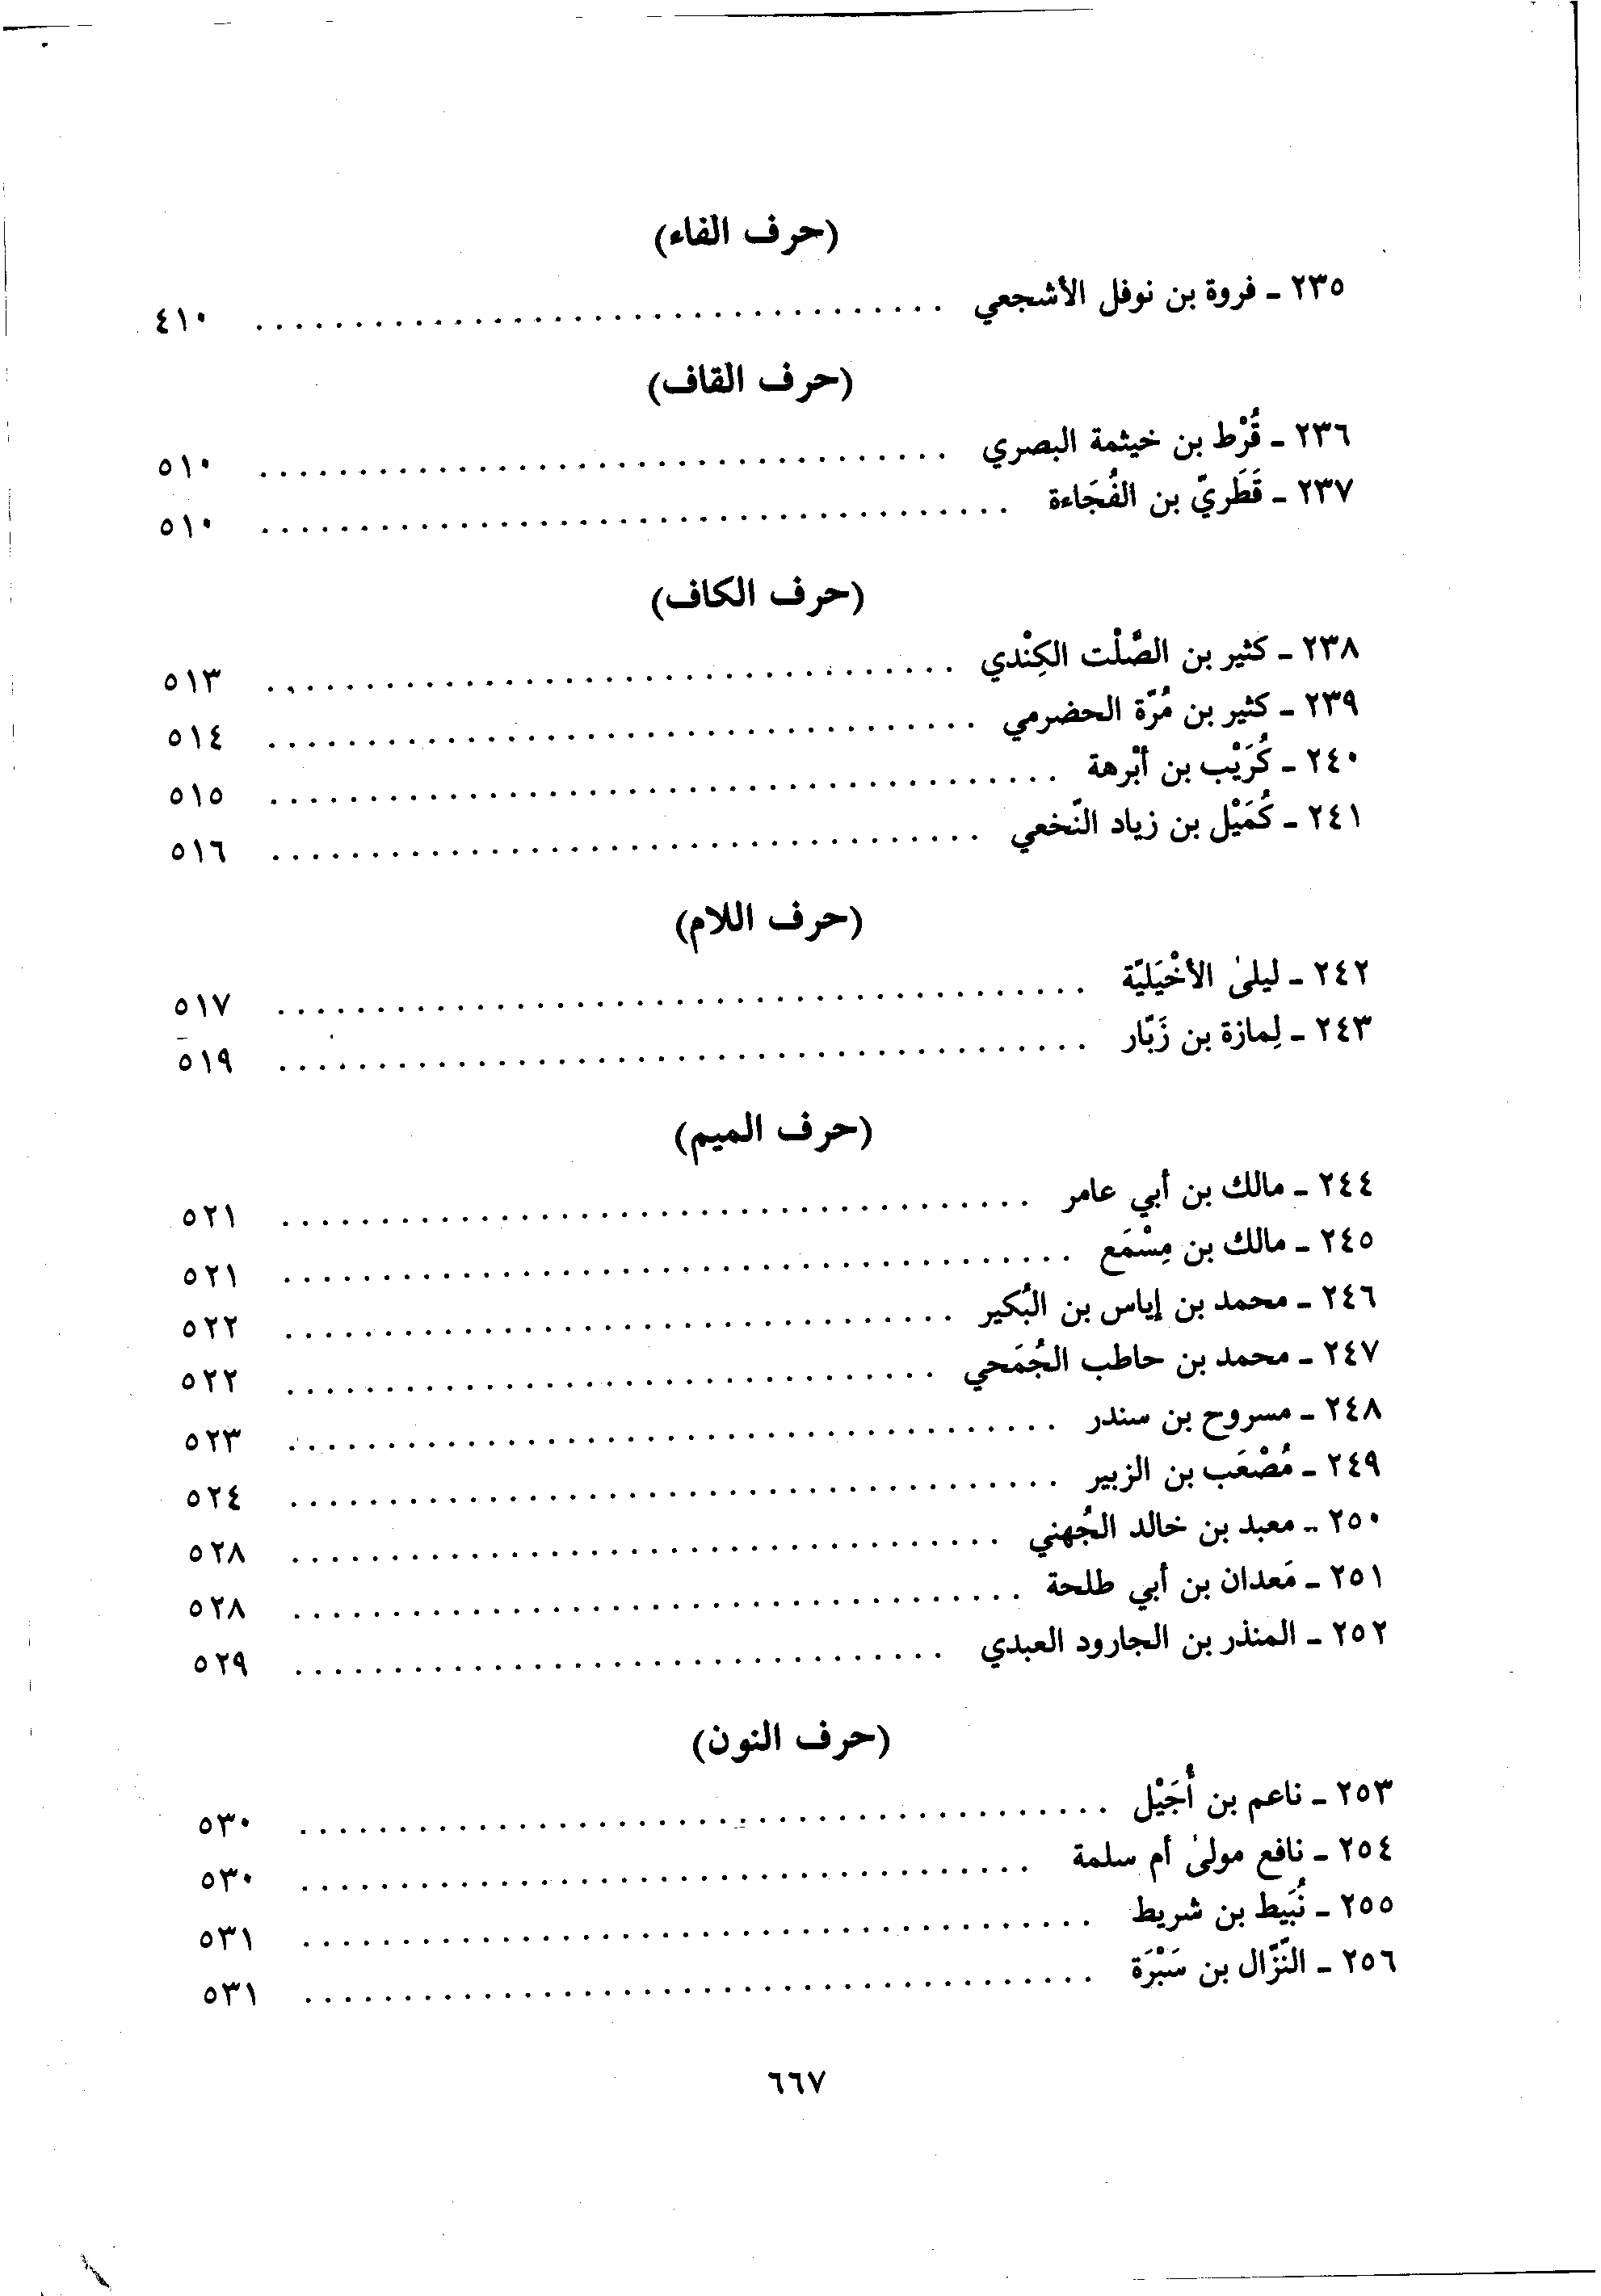 (حرف الفاء)
٢٣٥ ـ فروة بن نوفل الأشجعي . . . . . . . . . . . . . . . . . . . . ٤١٠
(حرف القاف)
٢٣٦ ـ قُرْط بن خيثمة البصري . . . . . . . . . . . . . . . . . . . . ٥١٠
٢٣٧ ـ قَطَريّ بن الفُجَاءة . . . . . . . . . . . . . . . . . . . . ٥١٠
(حرف الكاف)
٢٣٨ ـ كثير بن الصَّلْت الكِنْدي . . . . . . . . . . . . . . . . . . . . ٥١٣
٢٣٩ ـ كثير بن مُرّة الحضرمي . . . . . . . . . . . . . . . . . . . . ٥١٤
٢٤٠ ـ كُرَيْب بن أبْرهة . . . . . . . . . . . . . . . . . . . . ٥١٥
٢٤١ ـ كُمَيْل بن زياد النّخعي . . . . . . . . . . . . . . . . . . . . ٥١٦
(حرف اللام)
٢٤٢ ـ ليلىٰ الأخْيَليّة . . . . . . . . . . . . . . . . . . . . ٥١٧
٢٤٣ ـ لِمازة بن زَبّار . . . . . . . . . . . . . . . . . . . . ٥١٩
(حرف الميم)
٢٤٤ ـ مالك بن أبي عامر . . . . . . . . . . . . . . . . . . . . ٥٢١
٢٤٥ ـ مالك بن مِسْمَع . . . . . . . . . . . . . . . . . . . . ٥٢١
٢٤٦ ـ محمد بن إياس بن البُكير . . . . . . . . . . . . . . . . . . . . ٥٢٢
٢٤٧ ـ محمد بن حاطب الجُمَحي . . . . . . . . . . . . . . . . . . . . ٥٢٢
٢٤٨ ـ مسروح بن سندر . . . . . . . . . . . . . . . . . . . . ٥٢٣
٢٤٩ ـ مُصْعَب بن الزبير . . . . . . . . . . . . . . . . . . . . ٥٢٤
٢٥٠ ـ معبد بن خالد الجُهني . . . . . . . . . . . . . . . . . . . . ٥٢٨
٢٥١ ـ مَعدان بن أبي طلحة . . . . . . . . . . . . . . . . . . . . ٥٢٨
٢٥٢ ـ المنذر بن الجارود العبدي . . . . . . . . . . . . . . . . . . . . ٥٢٩
(حرف النون)
٢٥٣ ـ ناعم بن أُجَيْل . . . . . . . . . . . . . . . . . . . . ٥٣٠
٢٥٤ ـ نافع مولىٰ أم سلمة . . . . . . . . . . . . . . . . . . . . ٥٣٠
٢٥٥ ـ نُبَيط بن شريط . . . . . . . . . . . . . . . . . . . . ٥٣١
٢٥٦ ـ النّزّال بن سَبْرَة . . . . . . . . . . . . . . . . . . . . ٥٣١
٦٦٧